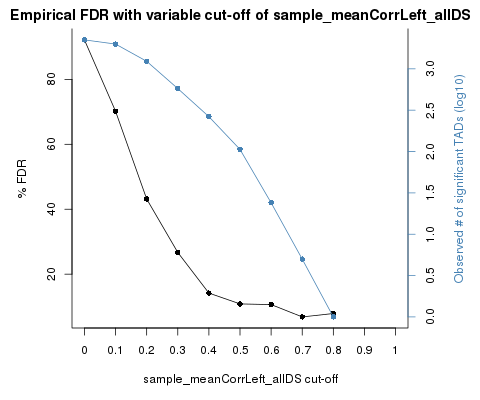 Empirical FDR with variable cut-off of sample_meanCorrLeft_allDS
% FDR
80
60
40
20
3.0
2.5
2.0
1.5
1.0
0.5
0.0
Observed # of significant TADs (log10)
0 0.1 0.2 0.3 0.4 0.5 0.6 0.7 0.8 0.9 1
sample_meanCorrLeft_allDS cut-off